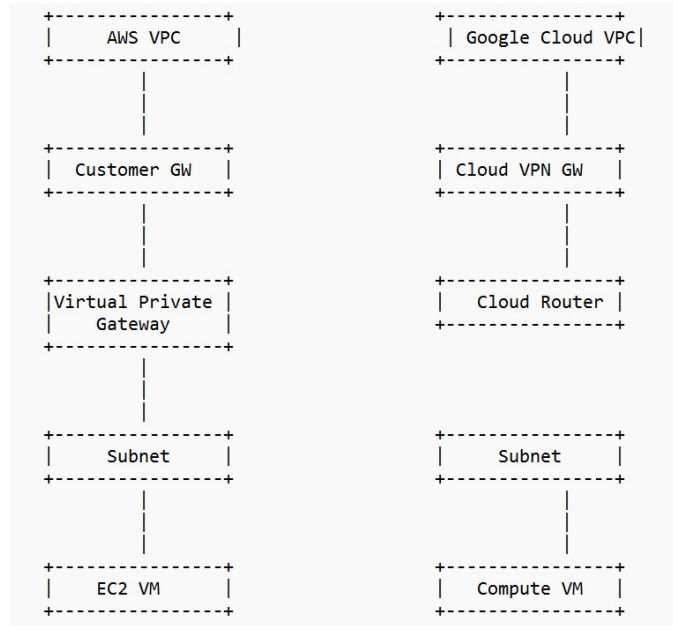 AWS VPC
Google Cloud VPC
Customer GW
Cloud VPN GW
Virtual Private
Gateway
Cloud Router
Subnet
Subnet
EC2 VM
Compute VM